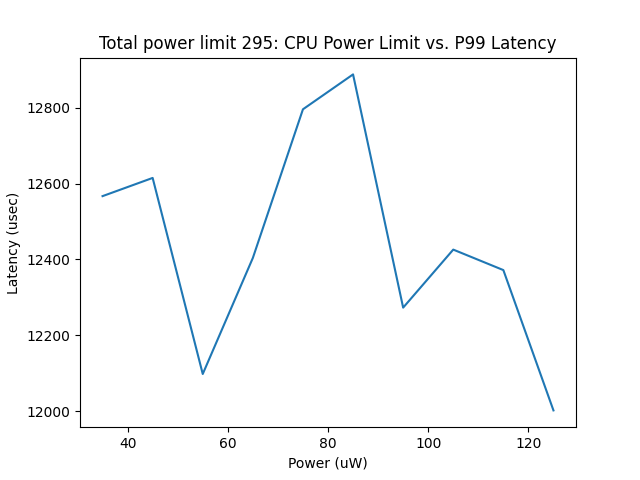 Total power limit 295: CPU Power Limit vs. P99 Latency
12800
12600
12400
12200
12000
Latency (usec)
40 60 80 100 120
Power (uW)